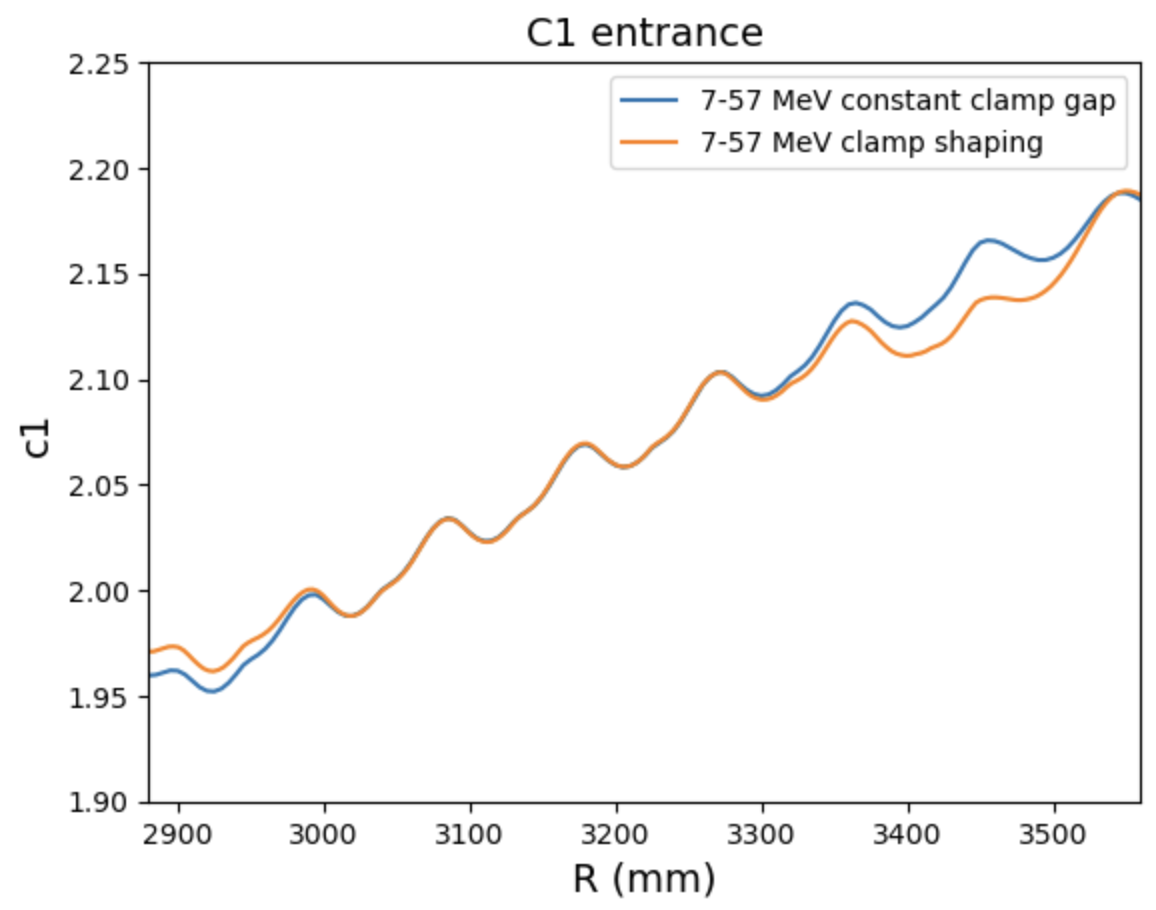 C1 entrance
2.25
2.20
2.15
2.10
2.05
2.00
1.95
1.90
c1
7-57 MeV constant clamp gap
7-57 MeV clamp shaping
2900 3000 3100 3200 3300 3400 3500
R (mm)